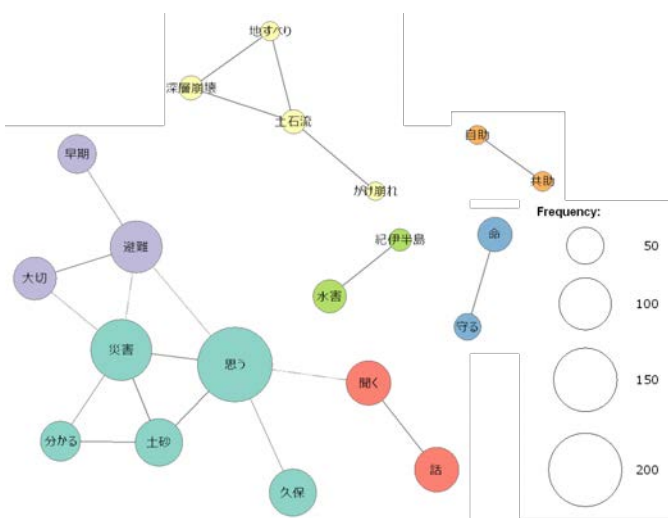 地すべり
深層崩壊
土石流
がけ崩れ
自助
共助
早期
避難
大切
紀伊半島
水害
命
守る
Frequency:
50
100
150
200
災害
思う
聞く
分かる
土砂
話
久保